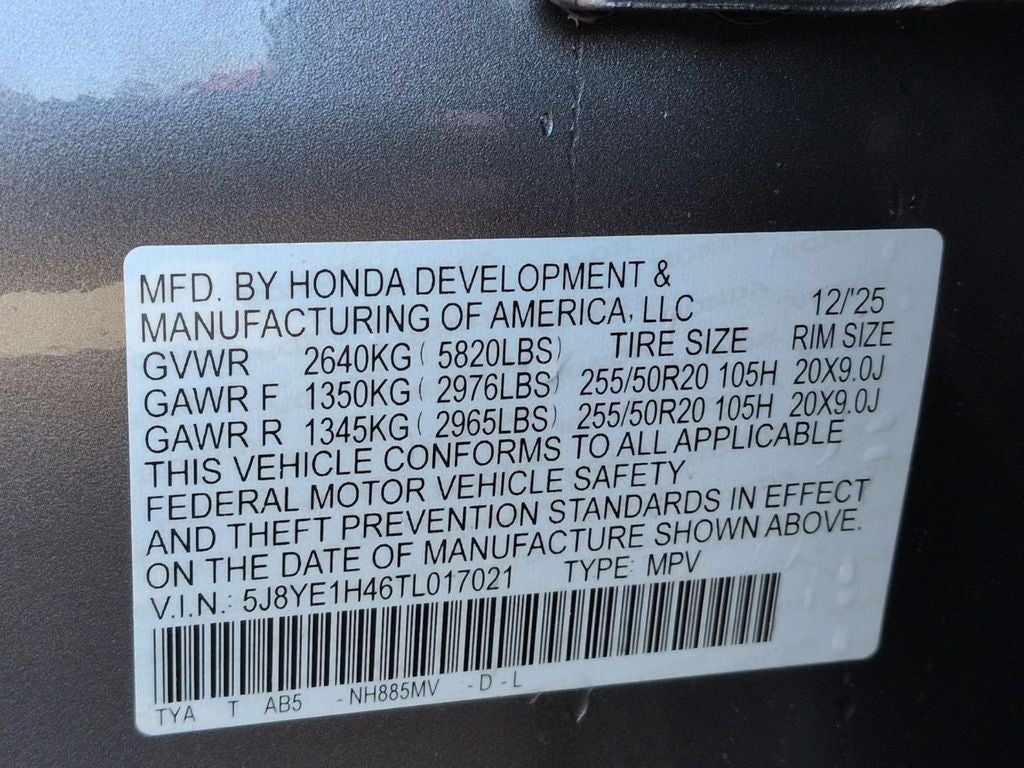 MFD. BY HONDA DEVELOPMENT &
MANUFACTURING OF AMERICA, LLC 12/'25
GVWR 2640KG ( 5820LBS) TIRE SIZE RIM SIZE
GAWR F 1350KG ( 2976LBS) 255/50R20 105H 20X9.0J
GAWR R 1345KG ( 2965LBS) 255/50R20 105H 20X9.0J
THIS VEHICLE CONFORMS TO ALL APPLICABLE
FEDERAL MOTOR VEHICLE SAFETY
AND THEFT PREVENTION STANDARDS IN EFFECT
ON THE DATE OF MANUFACTURE SHOWN ABOVE.
V.I.N.: 5J8YE1H46TL017021 TYPE: MPV
TYA T AB5 -NH885MV -D-L